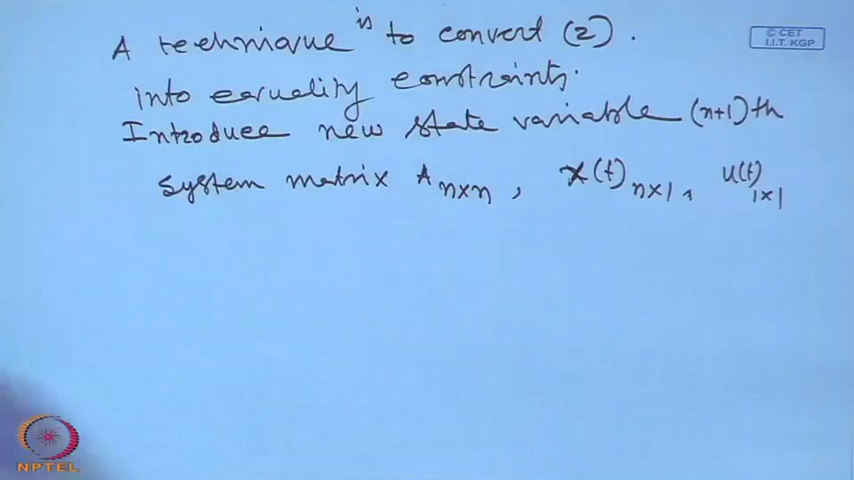 A technique is to convert (2).
© CET
I.I.T. KGP
into equality constraints.
Introduce new state variable (n+1)th
system matrix A n×n , X(t) n×1 , u(t) 1×1
NPTEL